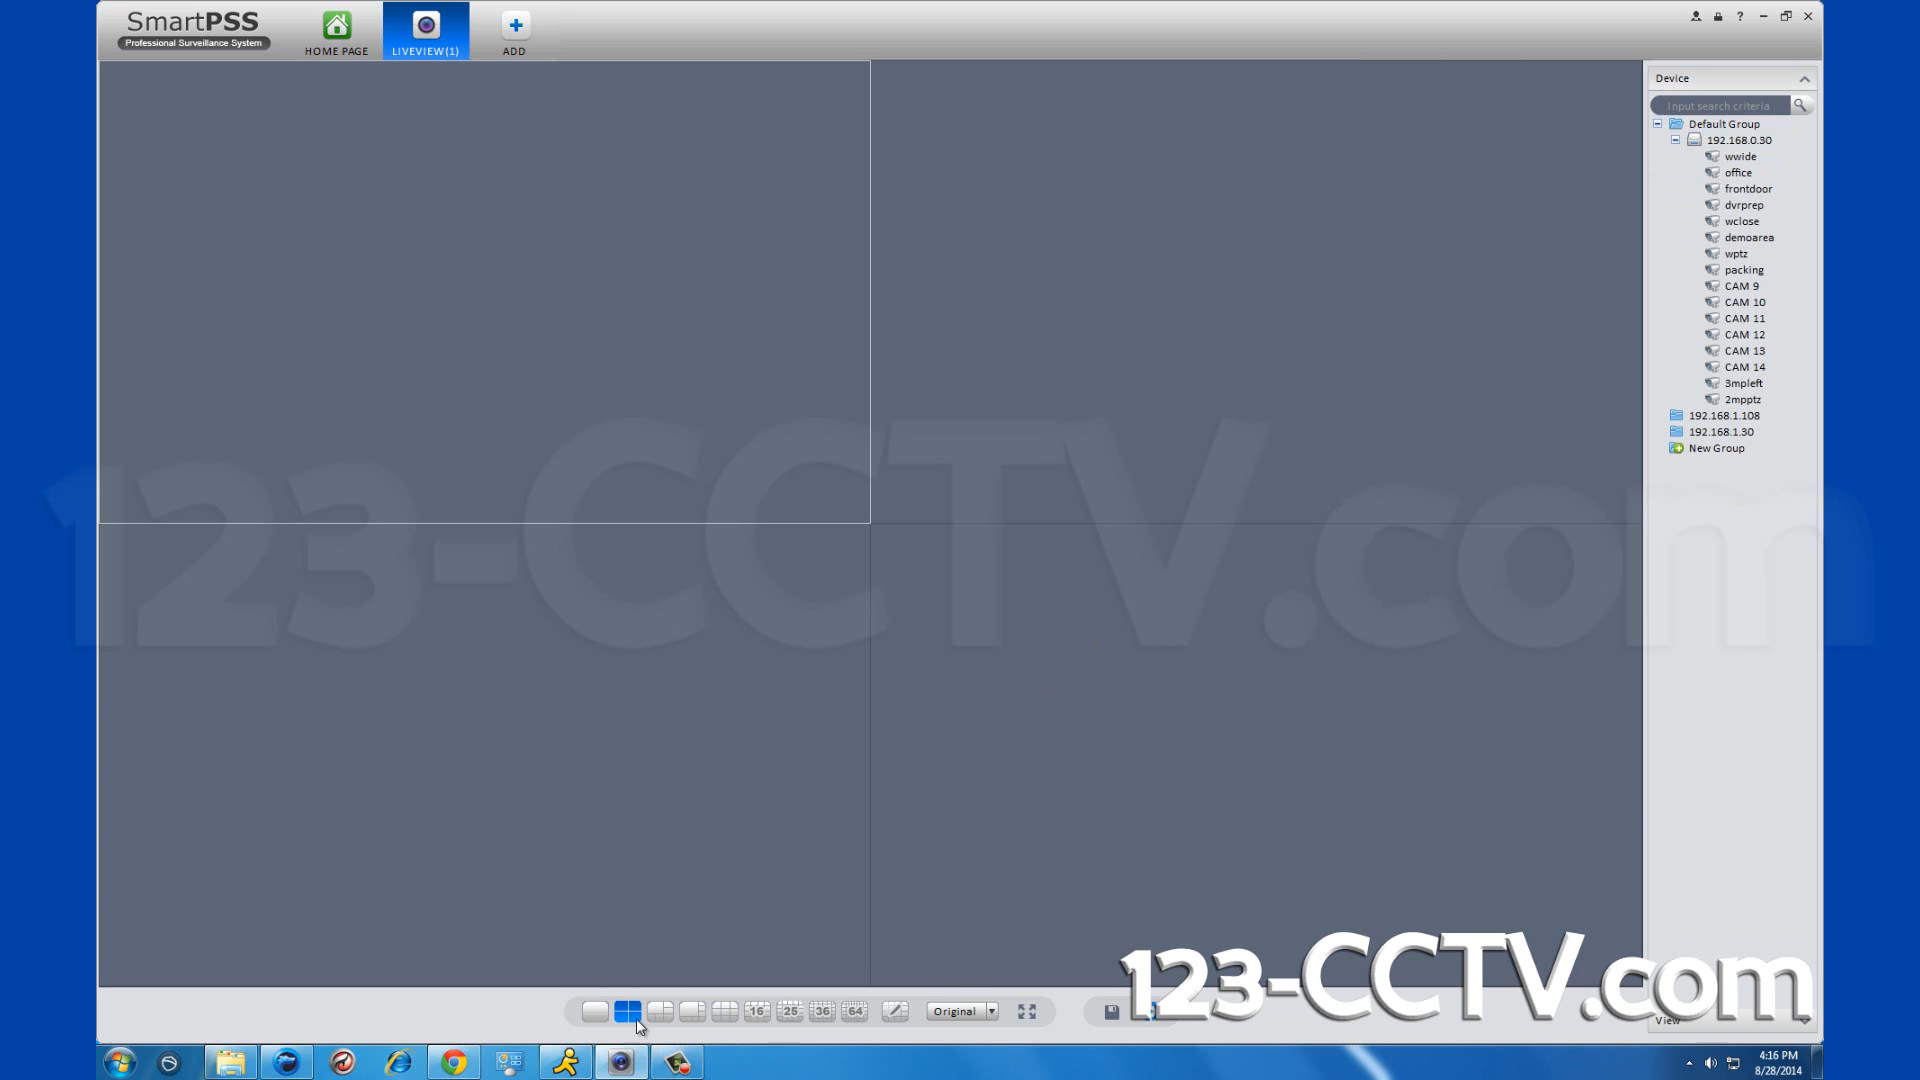 SmartPSS
Professional Surveillance System
HOME PAGE
LIVEVIEW(1)
ADD
Device
Input search criteria
Default Group
192.168.0.30
wwide
office
frontdoor
dvrprep
wclose
demoarea
wptz
packing
CAM 9
CAM 10
CAM 11
CAM 12
CAM 13
CAM 14
3mpleft
2mpptz
192.168.1.108
192.168.1.30
New Group
123-CCTV.com
123-CCTV.com
16
25
36
64
Original
View
4:16 PM
8/28/2014